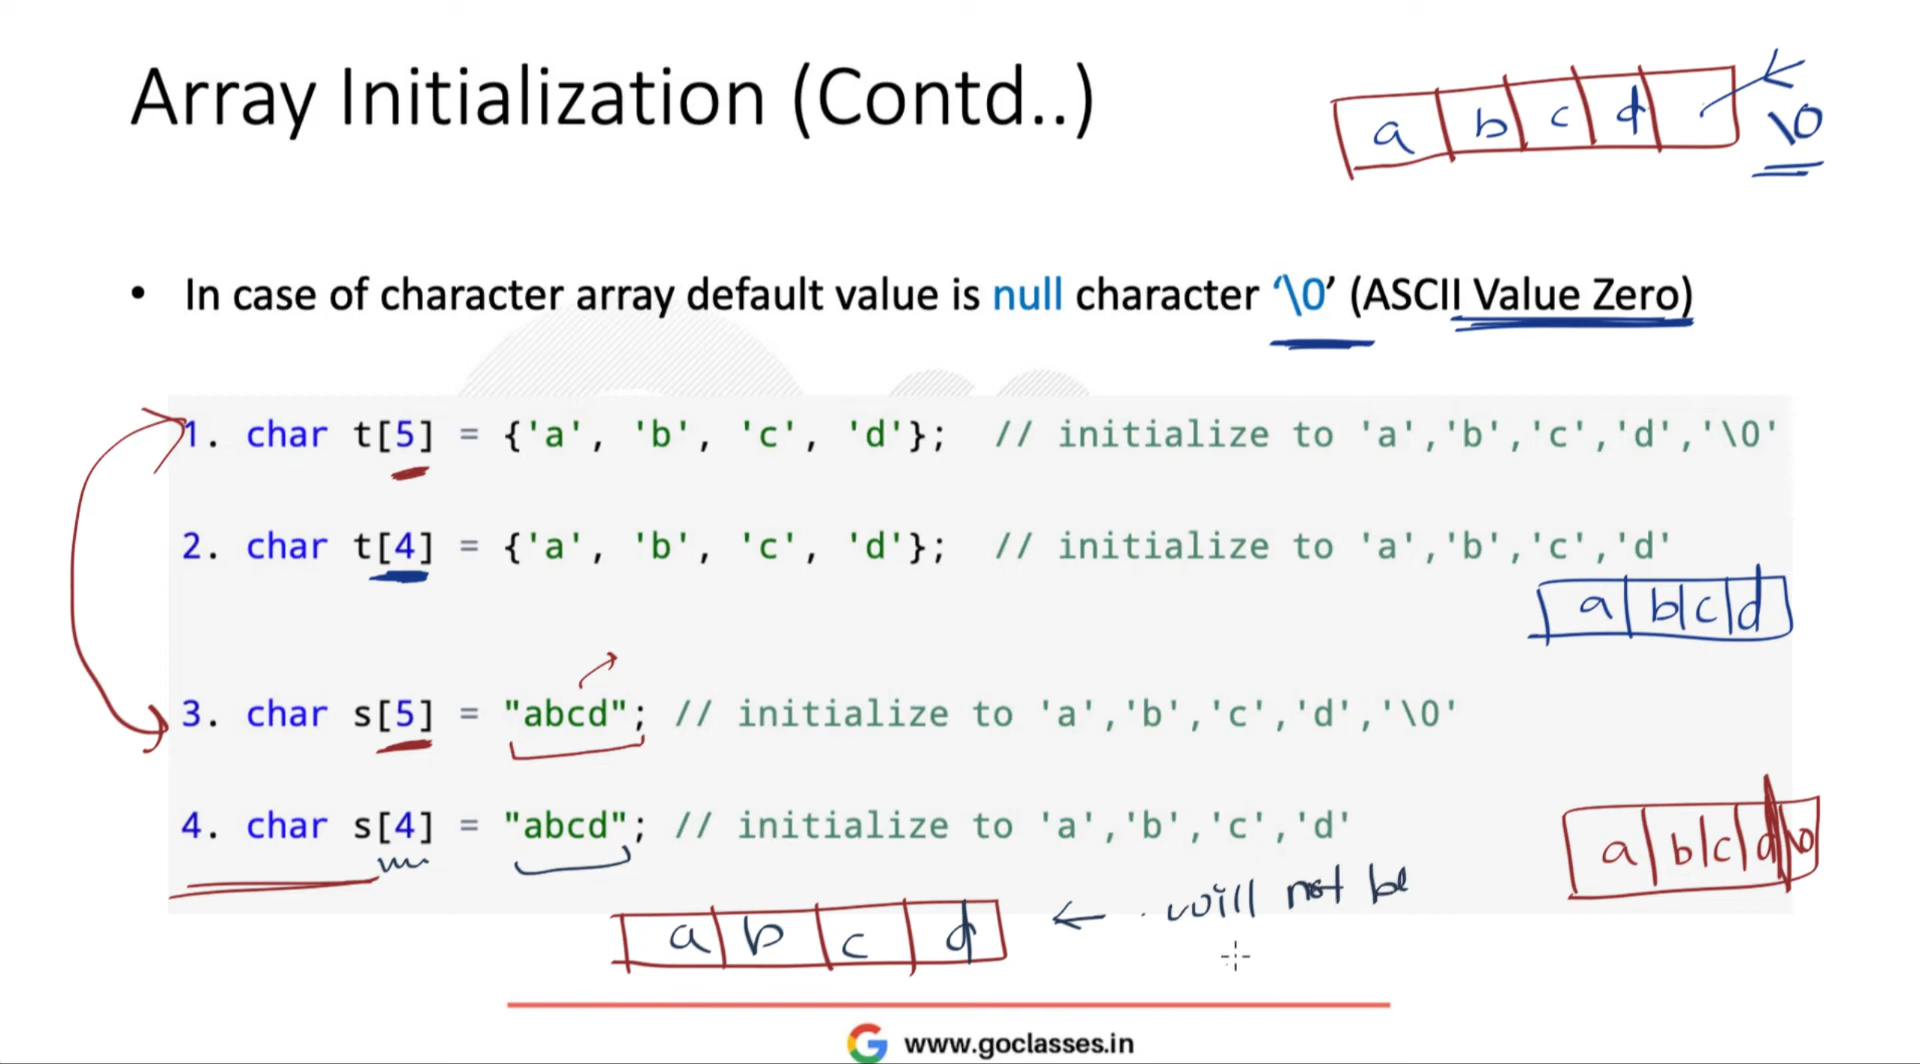 Array Initialization (Contd..)
a b c d
\0
• In case of character array default value is null character ‘\0’ (ASCII Value Zero)
1. char t[5] = {'a', 'b', 'c', 'd'}; // initialize to 'a','b','c','d','\0'
2. char t[4] = {'a', 'b', 'c', 'd'}; // initialize to 'a','b','c','d'
a b c d
3. char s[5] = "abcd"; // initialize to 'a','b','c','d','\0'
4. char s[4] = "abcd"; // initialize to 'a','b','c','d'
a b c d \0
a b c d ← will not be
www.goclasses.in